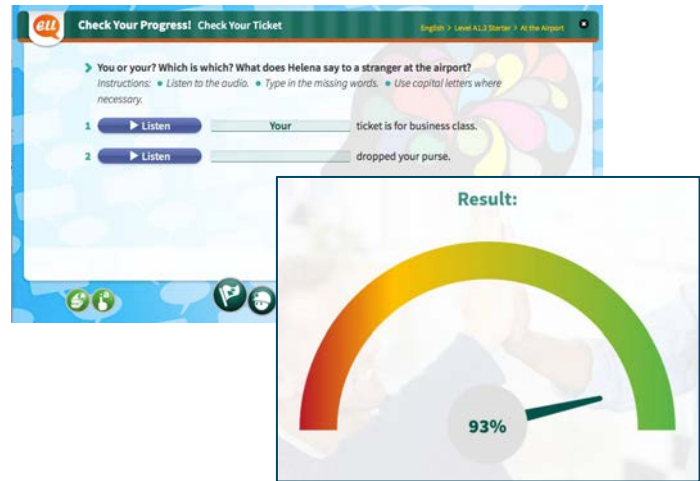 ell
Check Your Progress! Check Your Ticket
English > Level A1.2 Starter > At the Airport
You or your? Which is which? What does Helena say to a stranger at the airport?
Instructions: • Listen to the audio. • Type in the missing words. • Use capital letters where
necessary.
1 Listen Your ticket is for business class.
2 Listen dropped your purse.
Result:
93%